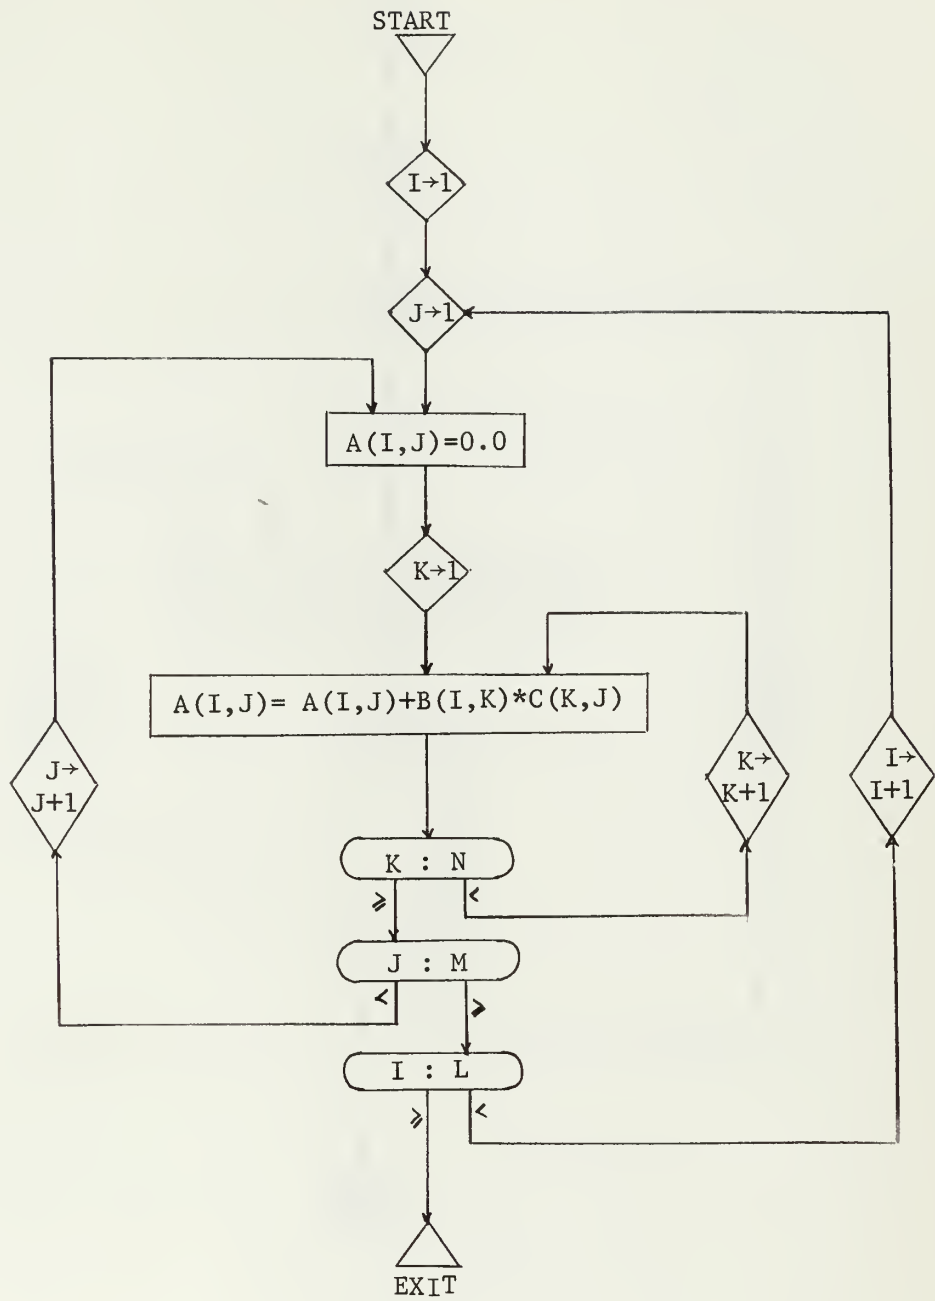 START
I→1
J→1
A(I,J)=0.0
K→1
A(I,J)= A(I,J)+B(I,K)*C(K,J)
J→
J+1
K→
K+1
I→
I+1
K : N
⩾
<
J : M
<
⩾
I : L
⩾
<
EXIT